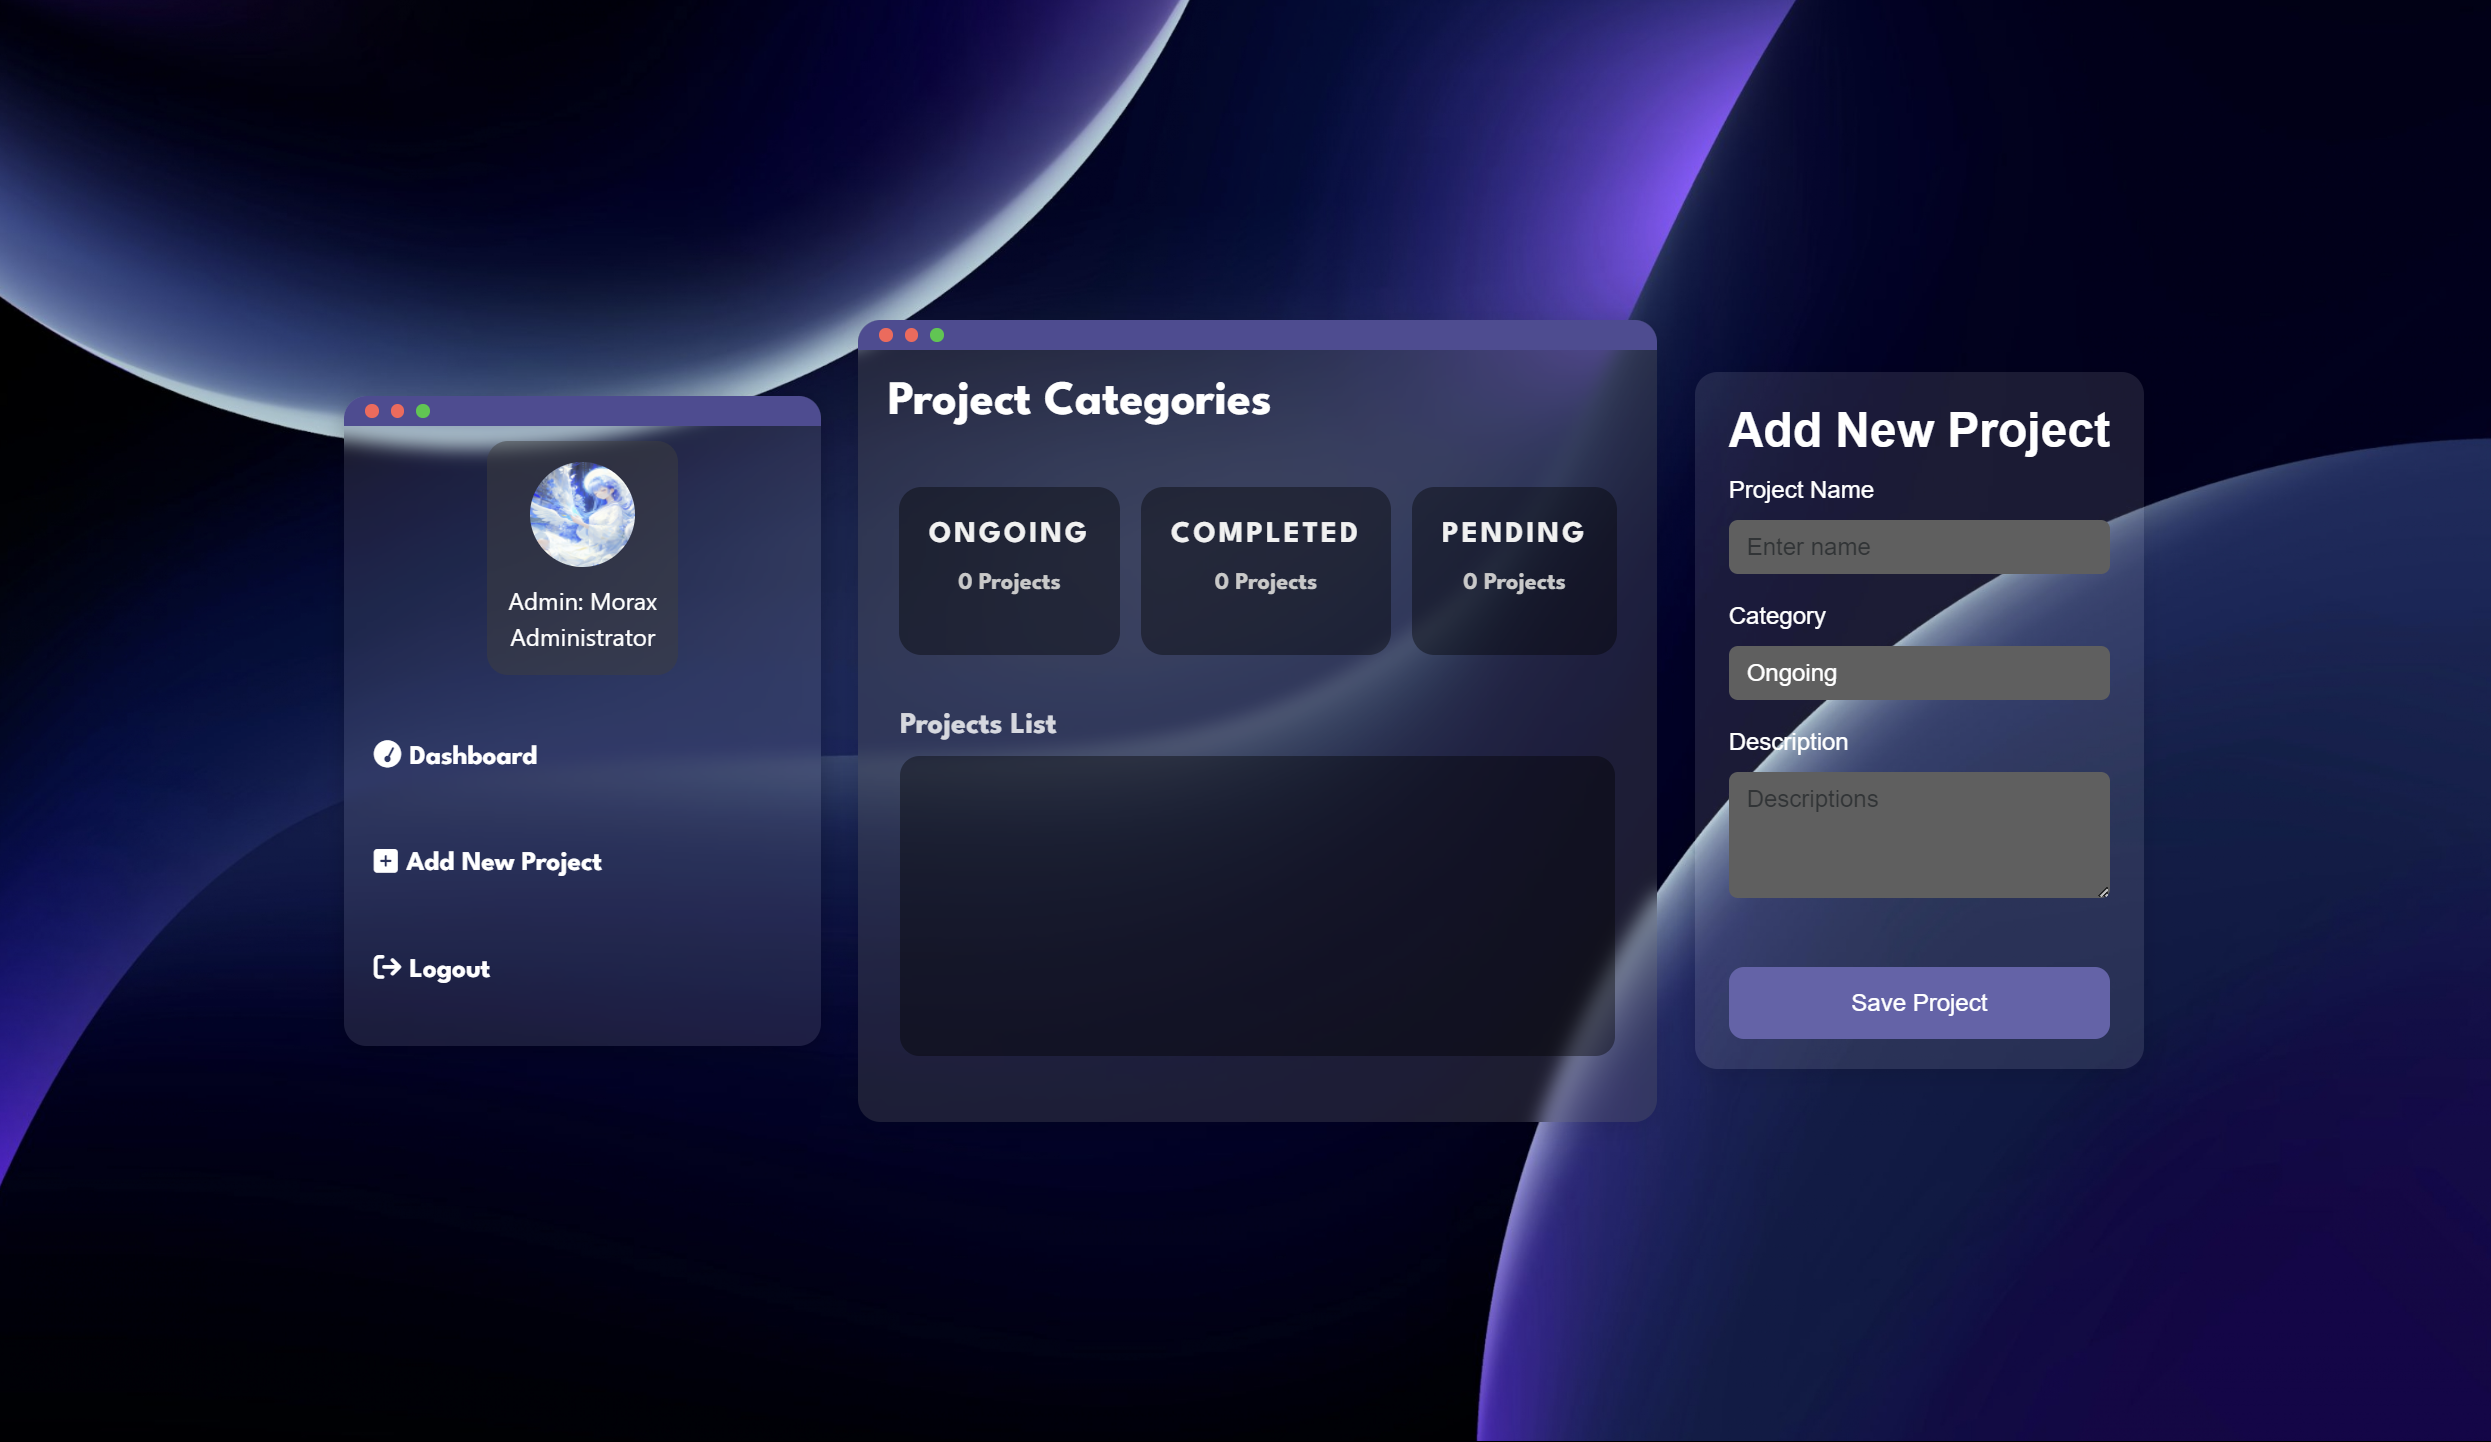 Admin: Morax
Administrator
Dashboard
Add New Project
Logout
Project Categories
ONGOING
0 Projects
COMPLETED
0 Projects
PENDING
0 Projects
Projects List
Add New Project
Project Name
Enter name
Category
Ongoing
Description
Descriptions
Save Project